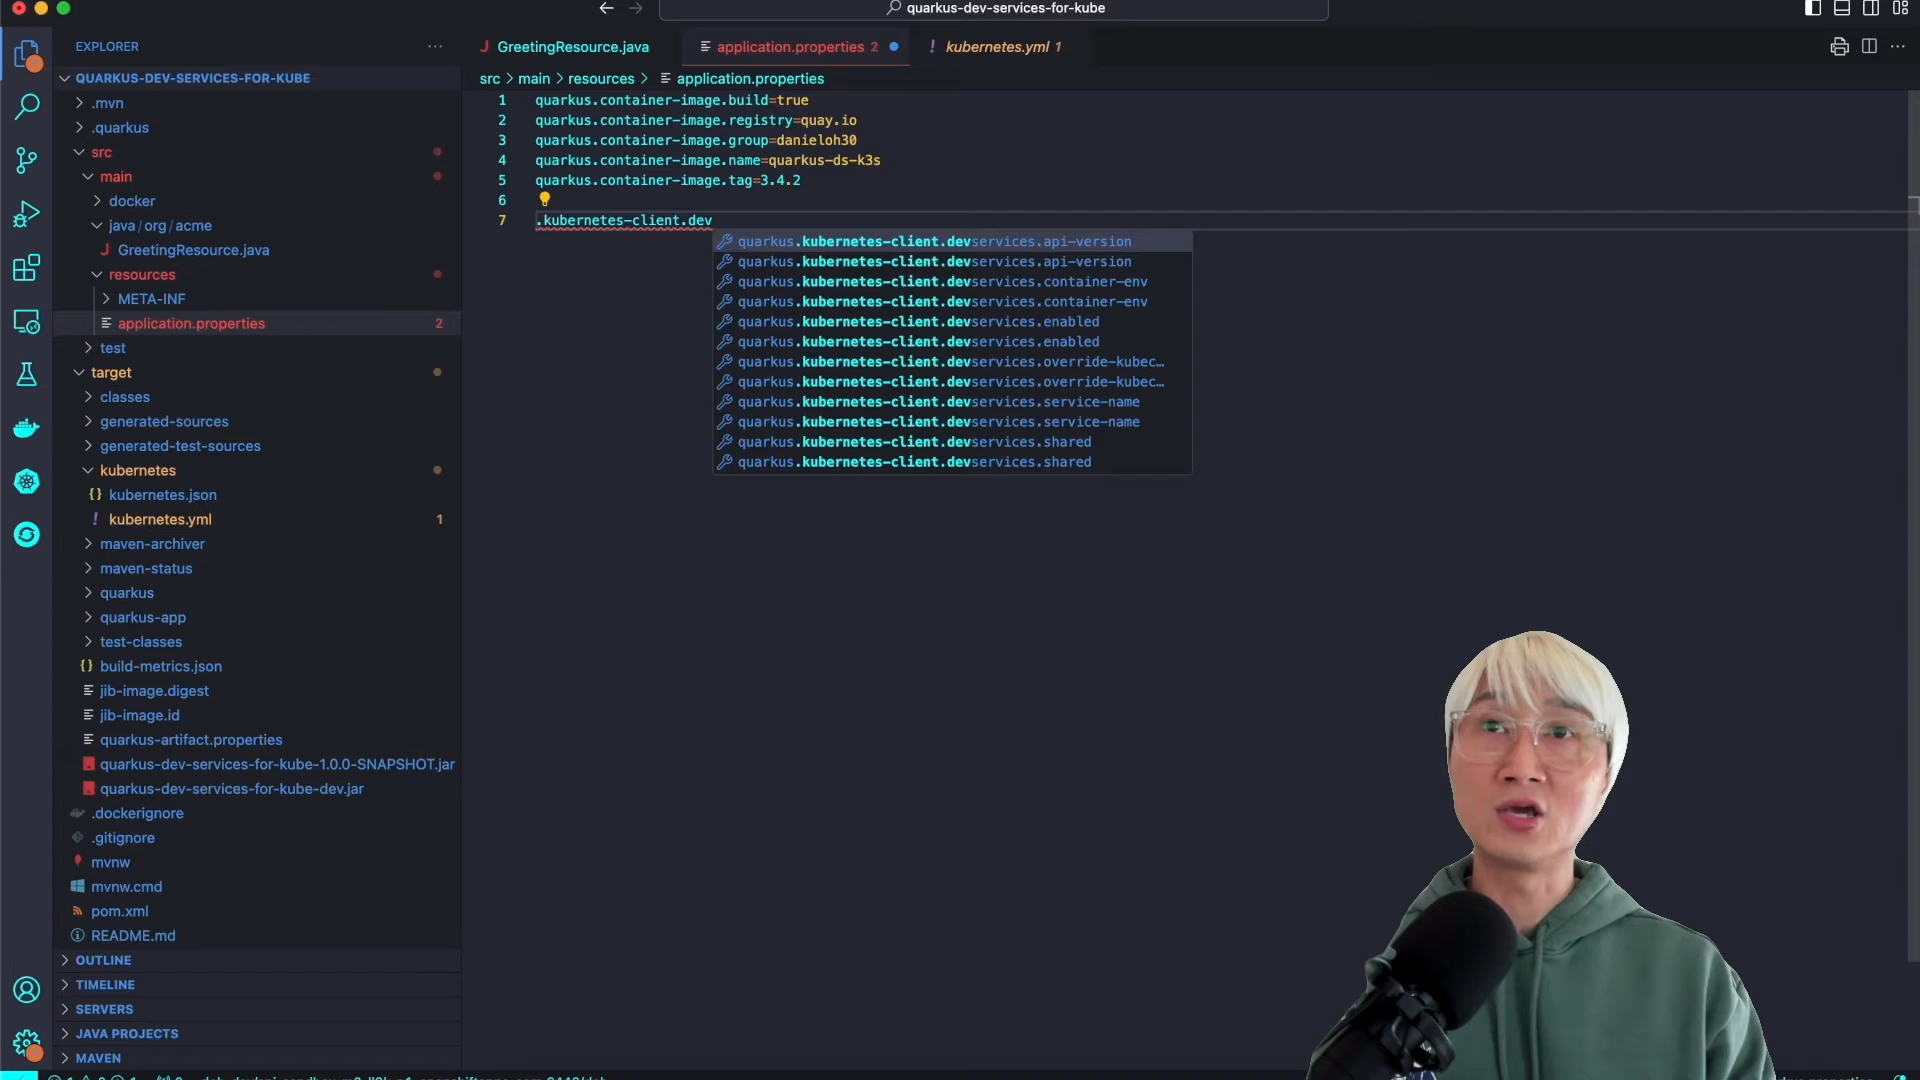 quarkus-dev-services-for-kube
EXPLORER
QUARKUS-DEV-SERVICES-FOR-KUBE
.mvn
.quarkus
src
main
docker
java / org / acme
GreetingResource.java
resources
META-INF
application.properties 2
test
target
classes
generated-sources
generated-test-sources
kubernetes
kubernetes.json
kubernetes.yml 1
maven-archiver
maven-status
quarkus
quarkus-app
test-classes
build-metrics.json
jib-image.digest
jib-image.id
quarkus-artifact.properties
quarkus-dev-services-for-kube-1.0.0-SNAPSHOT.jar
quarkus-dev-services-for-kube-dev.jar
.dockerignore
.gitignore
mvnw
mvnw.cmd
pom.xml
README.md
OUTLINE
TIMELINE
SERVERS
JAVA PROJECTS
MAVEN
GreetingResource.java application.properties 2 kubernetes.yml 1
src > main > resources > application.properties
1 quarkus.container-image.build=true
2 quarkus.container-image.registry=quay.io
3 quarkus.container-image.group=danieloh30
4 quarkus.container-image.name=quarkus-ds-k3s
5 quarkus.container-image.tag=3.4.2
6
7 .kubernetes-client.dev
quarkus.kubernetes-client.devservices.api-version
quarkus.kubernetes-client.devservices.api-version
quarkus.kubernetes-client.devservices.container-env
quarkus.kubernetes-client.devservices.container-env
quarkus.kubernetes-client.devservices.enabled
quarkus.kubernetes-client.devservices.enabled
quarkus.kubernetes-client.devservices.override-kubec…
quarkus.kubernetes-client.devservices.override-kubec…
quarkus.kubernetes-client.devservices.service-name
quarkus.kubernetes-client.devservices.service-name
quarkus.kubernetes-client.devservices.shared
quarkus.kubernetes-client.devservices.shared